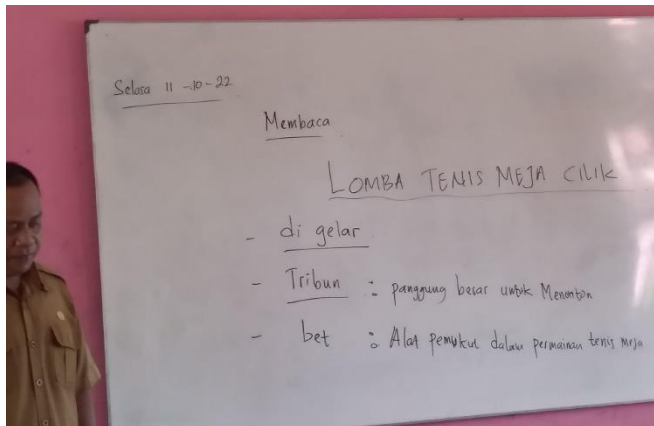 Selasa 11-10-22
Membaca
LOMBA TENIS MEJA CILIK
- di gelar
- Tribun : panggung besar untuk Menonton
- bet : Alat pemukul dalam permainan tenis meja